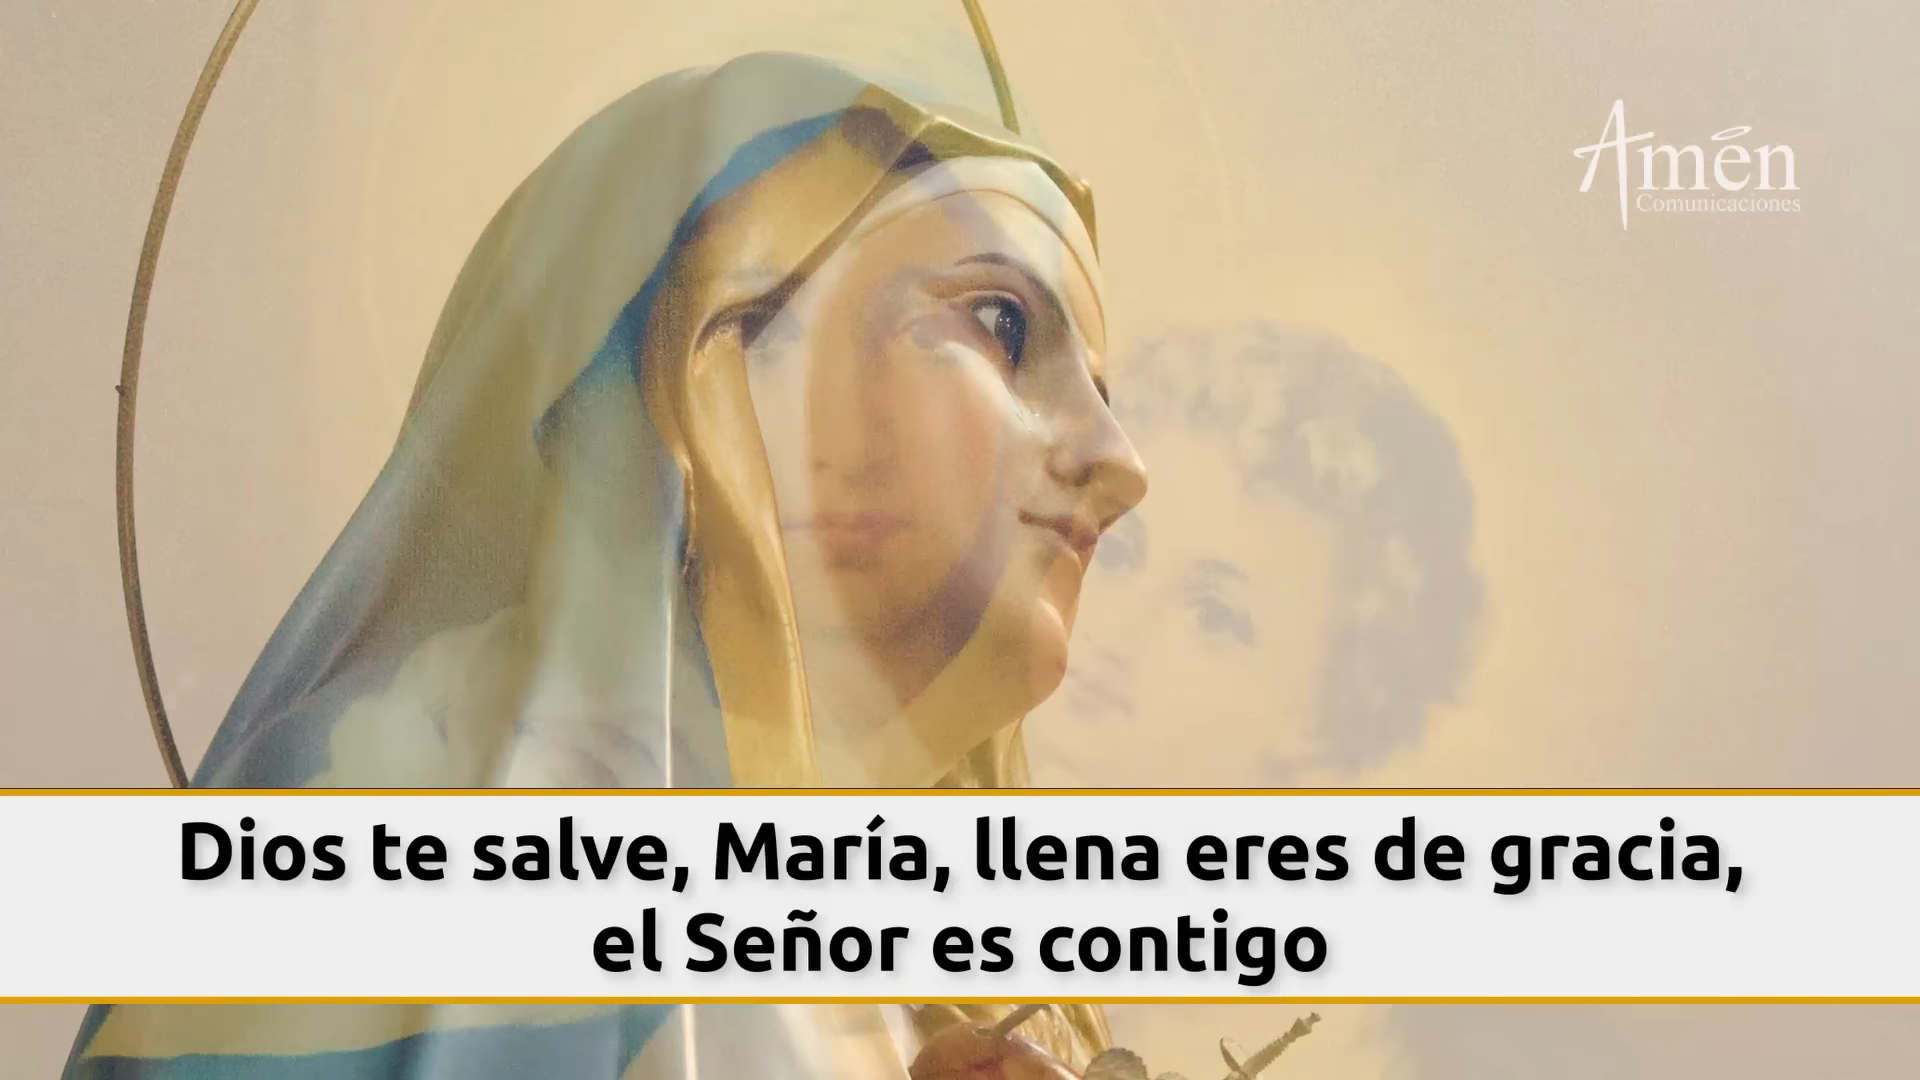 Amén
Comunicaciones
Dios te salve, María, llena eres de gracia,
el Señor es contigo